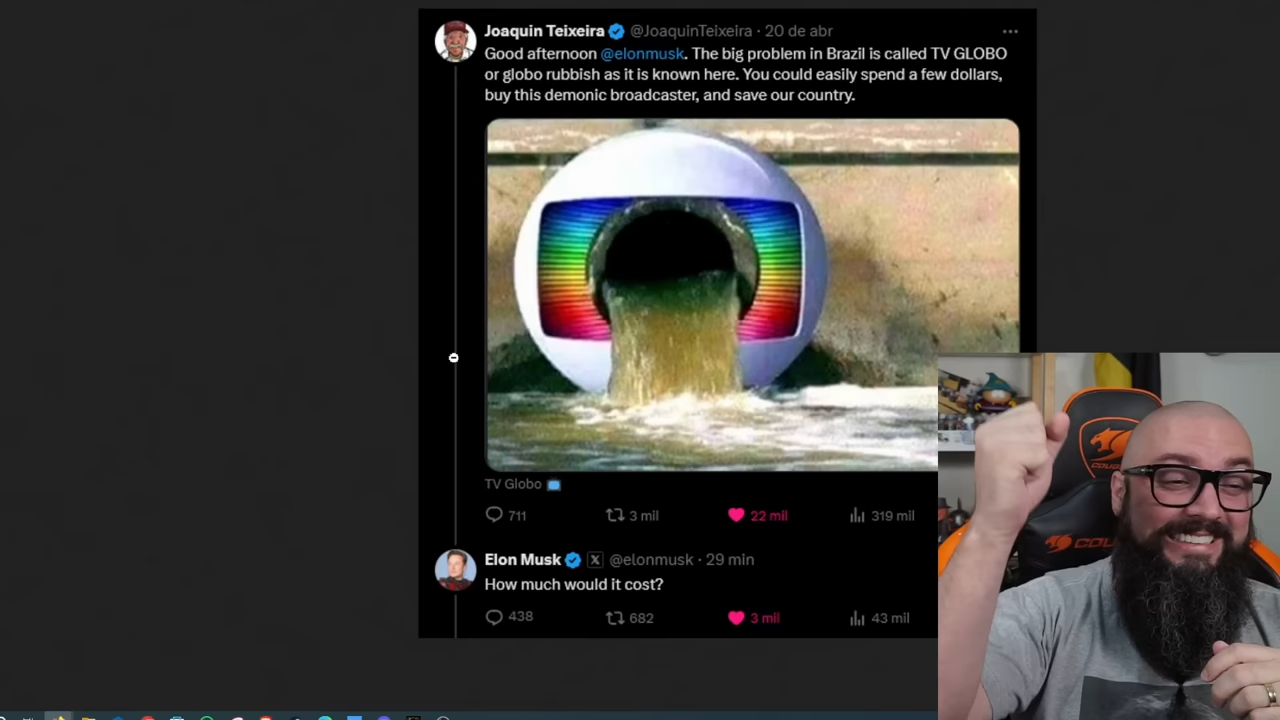 Joaquin Teixeira @JoaquinTeixeira · 20 de abr
Good afternoon @elonmusk. The big problem in Brazil is called TV GLOBO
or globo rubbish as it is known here. You could easily spend a few dollars,
buy this demonic broadcaster, and save our country.
TV Globo
711 3 mil 22 mil 319 mil
Elon Musk X @elonmusk · 29 min
How much would it cost?
438 682 3 mil 43 mil
COUGAR